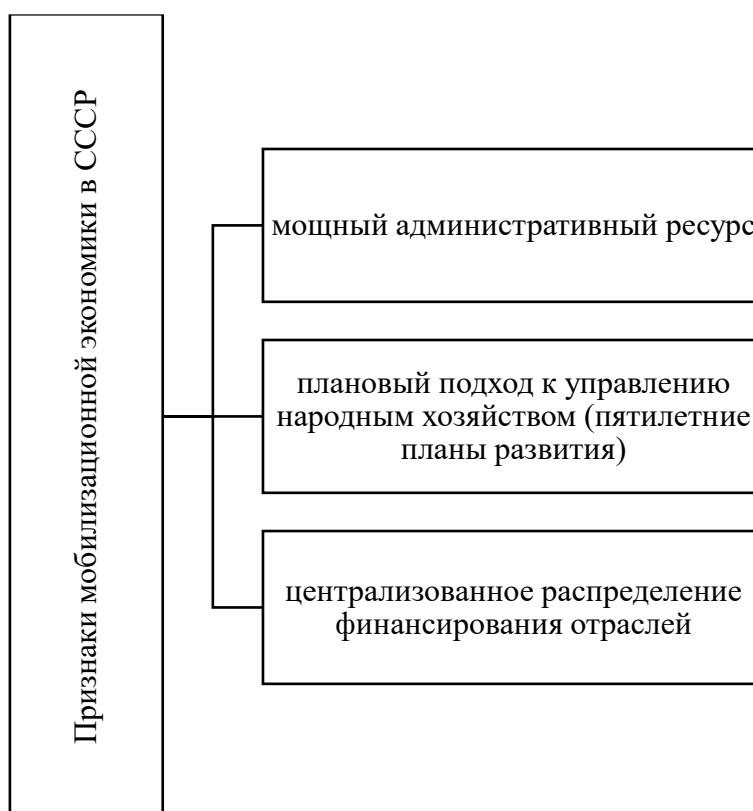 Признаки мобилизационной экономики в СССР
мощный административный ресурс
плановый подход к управлению
народным хозяйством (пятилетние
планы развития)
централизованное распределение
финансирования отраслей